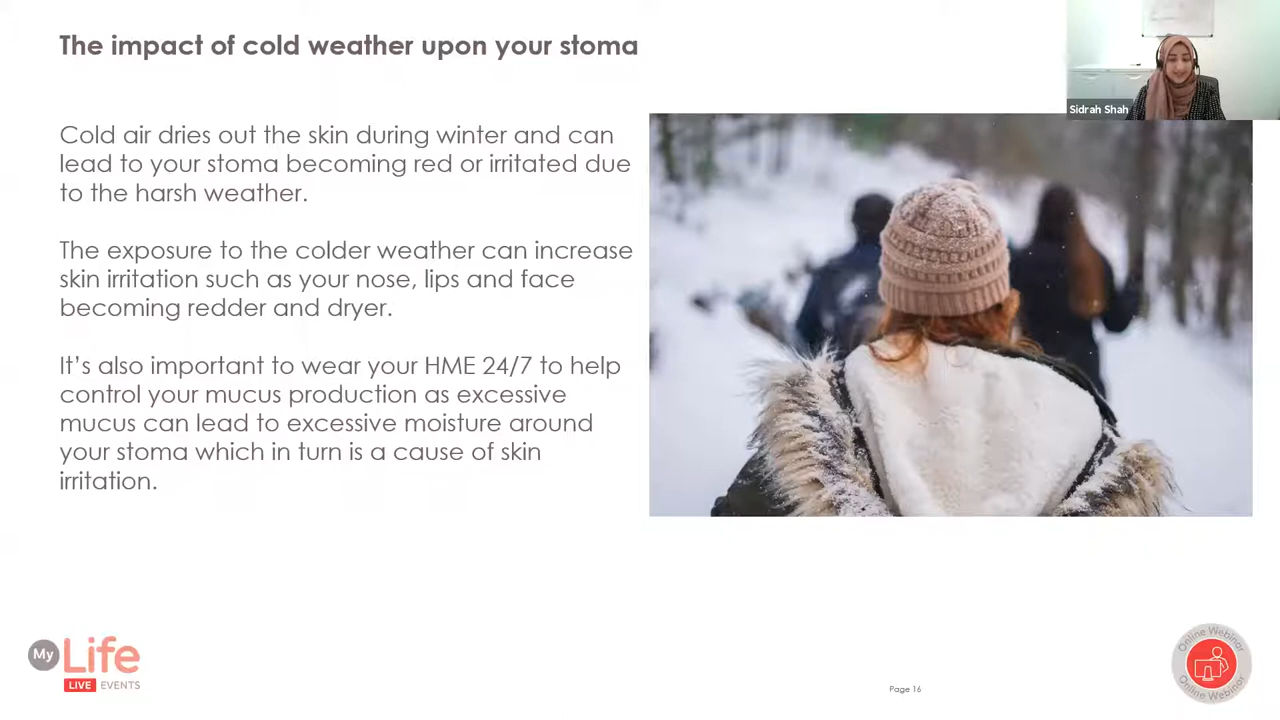 The impact of cold weather upon your stoma
Sidrah Shah
Cold air dries out the skin during winter and can
lead to your stoma becoming red or irritated due
to the harsh weather.
The exposure to the colder weather can increase
skin irritation such as your nose, lips and face
becoming redder and dryer.
It’s also important to wear your HME 24/7 to help
control your mucus production as excessive
mucus can lead to excessive moisture around
your stoma which in turn is a cause of skin
irritation.
My Life
LIVE EVENTS
Page 16
Online Webinar
Online Webinar